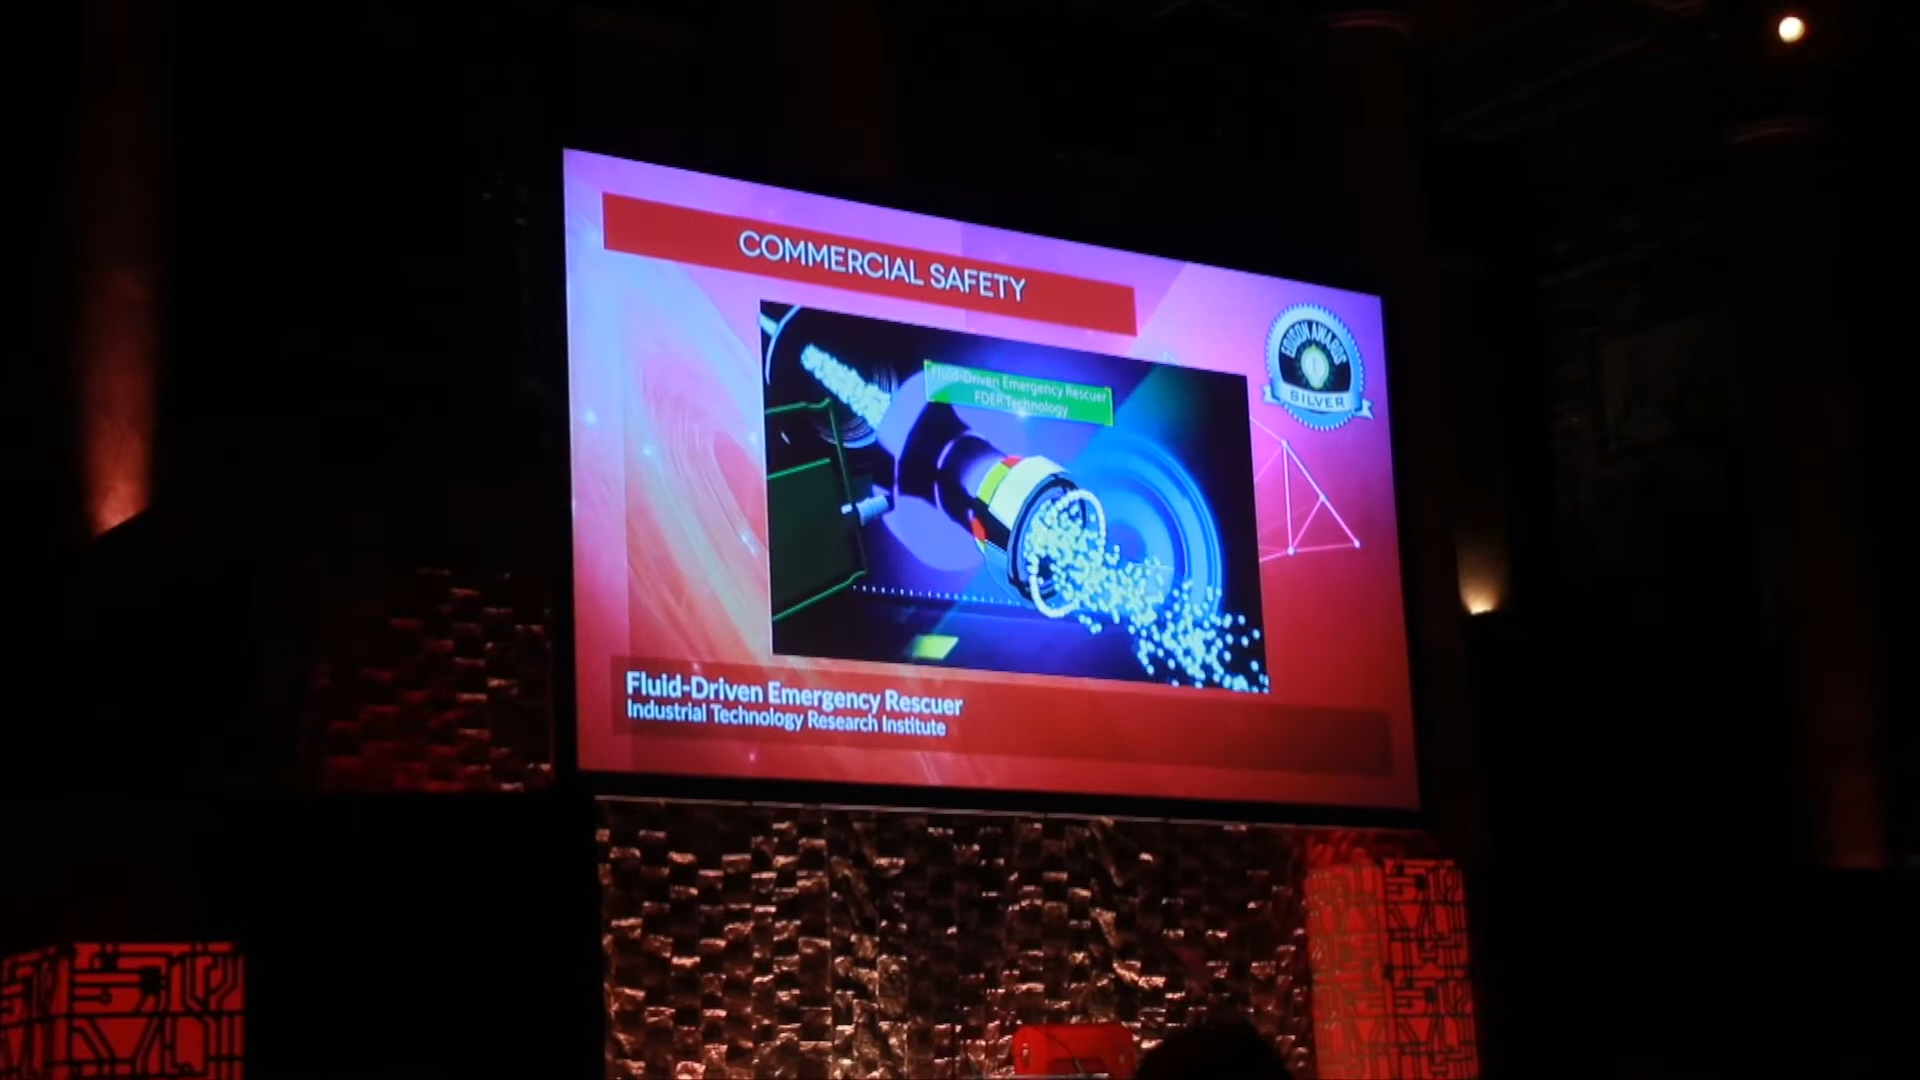 COMMERCIAL SAFETY
EDISON AWARDS
SILVER
Fluid-Driven Emergency Rescuer
FDER Technology
Fluid-Driven Emergency Rescuer
Industrial Technology Research Institute